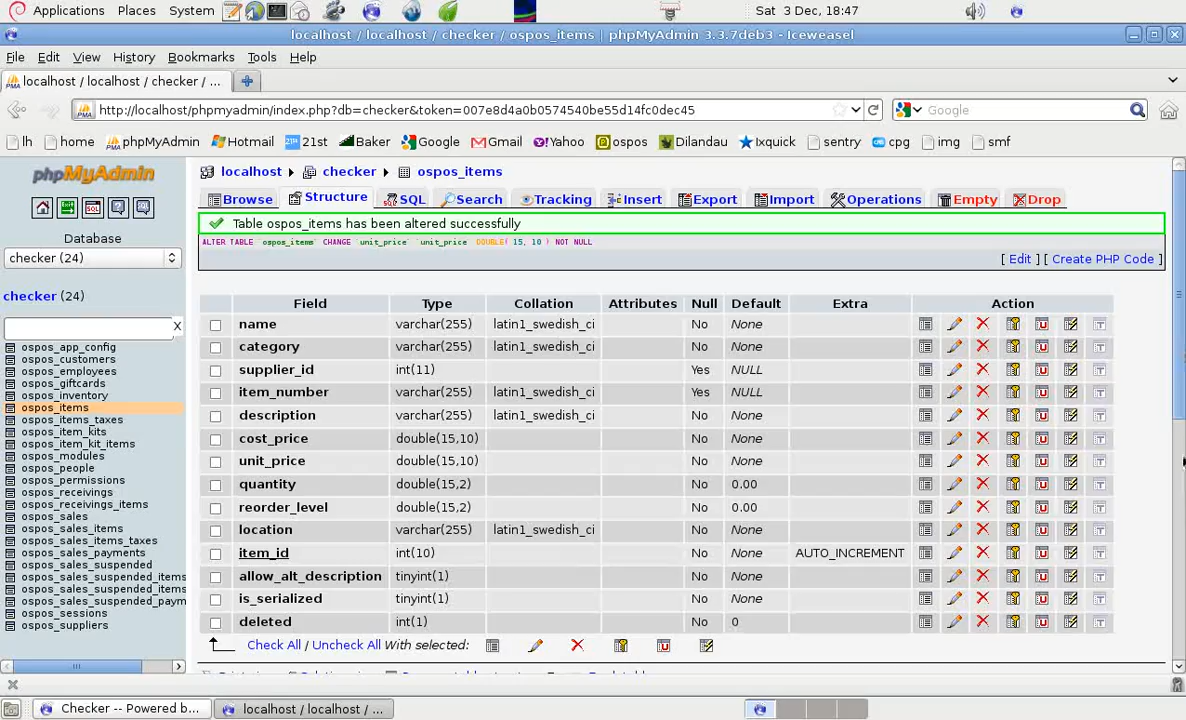 Applications Places System Sat 3 Dec, 18:47
localhost / localhost / checker / ospos_items | phpMyAdmin 3.3.7deb3 - Iceweasel
File Edit View History Bookmarks Tools Help
localhost / localhost / checker / ...
http://localhost/phpmyadmin/index.php?db=checker&token=007e8d4a0b0574540be55d14fc0dec45 Google
lh home phpMyAdmin Hotmail 21st Baker Google Gmail Yahoo ospos Dilandau Ixquick sentry cpg img smf
phpMyAdmin
Database
checker (24)
checker (24)
X
ospos_app_config
ospos_customers
ospos_employees
ospos_giftcards
ospos_inventory
ospos_items
ospos_items_taxes
ospos_item_kits
ospos_item_kit_items
ospos_modules
ospos_people
ospos_permissions
ospos_receivings
ospos_receivings_items
ospos_sales
ospos_sales_items
ospos_sales_items_taxes
ospos_sales_payments
ospos_sales_suspended
ospos_sales_suspended_items
ospos_sales_suspended_items
ospos_sales_suspended_paym
ospos_sessions
ospos_suppliers
localhost checker ospos_items
Browse Structure SQL Search Tracking Insert Export Import Operations Empty Drop
Table ospos_items has been altered successfully
ALTER TABLE `ospos_items` CHANGE `unit_price` `unit_price` DOUBLE( 15, 10 ) NOT NULL
[ Edit ] [ Create PHP Code ]
Field Type Collation Attributes Null Default Extra Action
name varchar(255) latin1_swedish_ci No None
category varchar(255) latin1_swedish_ci No None
supplier_id int(11) Yes NULL
item_number varchar(255) latin1_swedish_ci Yes NULL
description varchar(255) latin1_swedish_ci No None
cost_price double(15,10) No None
unit_price double(15,10) No None
quantity double(15,2) No 0.00
reorder_level double(15,2) No 0.00
location varchar(255) latin1_swedish_ci No None
item_id int(10) No None AUTO_INCREMENT
allow_alt_description tinyint(1) No None
is_serialized tinyint(1) No None
deleted int(1) No 0
Check All / Uncheck All With selected:
Checker -- Powered b... localhost / localhost / ...